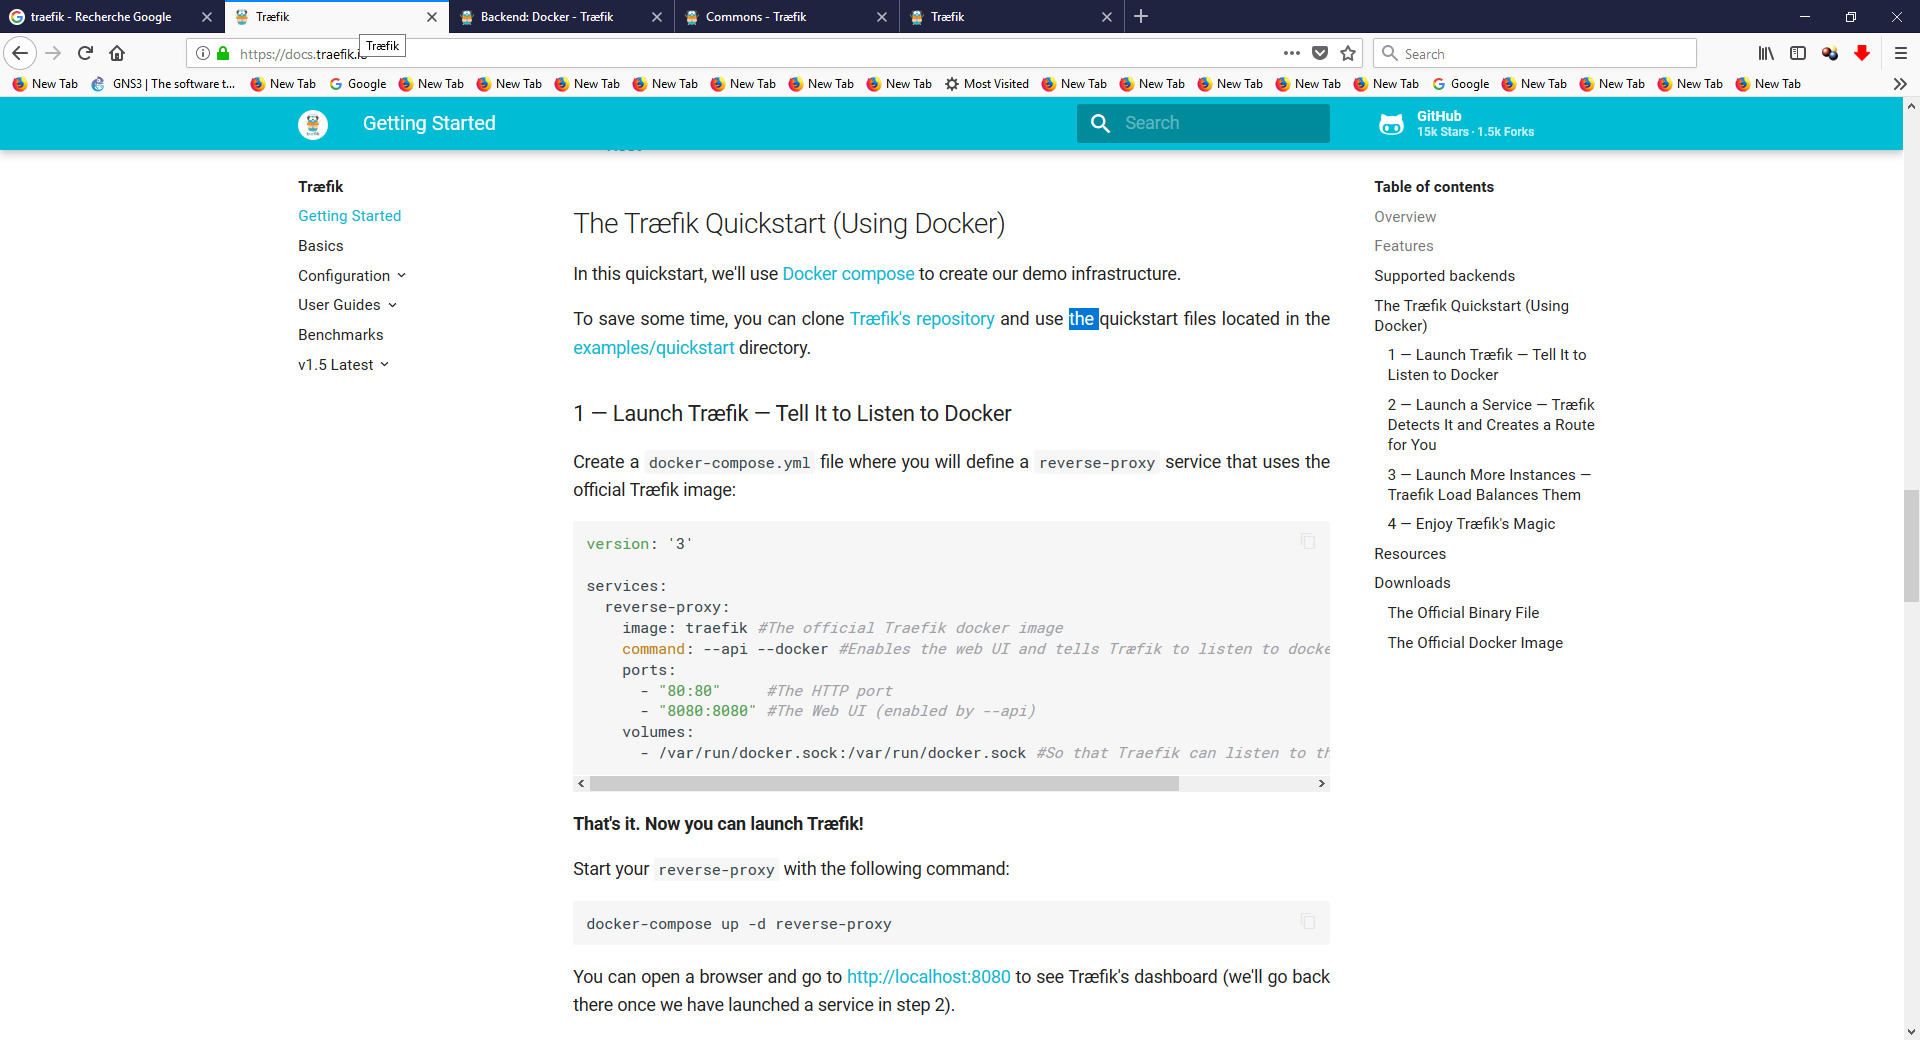 traefik - Recherche Google
Træfik
Backend: Docker - Træfik
Commons - Træfik
Træfik
https://docs.traefik.i
Træfik
Search
New Tab
GNS3 | The software t...
New Tab
Google
New Tab
New Tab
New Tab
New Tab
New Tab
New Tab
New Tab
Most Visited
New Tab
New Tab
New Tab
New Tab
New Tab
Google
New Tab
New Tab
New Tab
New Tab
Getting Started
Search
GitHub
15k Stars · 1.5k Forks
Træfik
Getting Started
Basics
Configuration
User Guides
Benchmarks
v1.5 Latest
The Træfik Quickstart (Using Docker)
In this quickstart, we'll use Docker compose to create our demo infrastructure.
To save some time, you can clone Træfik's repository and use the quickstart files located in the
examples/quickstart directory.
1 — Launch Træfik — Tell It to Listen to Docker
Create a docker-compose.yml file where you will define a reverse-proxy service that uses the
official Træfik image:
version: '3'
services:
reverse-proxy:
image: traefik #The official Traefik docker image
command: --api --docker #Enables the web UI and tells Træfik to listen to docke
ports:
- "80:80" #The HTTP port
- "8080:8080" #The Web UI (enabled by --api)
volumes:
- /var/run/docker.sock:/var/run/docker.sock #So that Traefik can listen to th
That's it. Now you can launch Træfik!
Start your reverse-proxy with the following command:
docker-compose up -d reverse-proxy
You can open a browser and go to http://localhost:8080 to see Træfik's dashboard (we'll go back
there once we have launched a service in step 2).
Table of contents
Overview
Features
Supported backends
The Træfik Quickstart (Using
Docker)
1 — Launch Træfik — Tell It to
Listen to Docker
2 — Launch a Service — Træfik
Detects It and Creates a Route
for You
3 — Launch More Instances —
Traefik Load Balances Them
4 — Enjoy Træfik's Magic
Resources
Downloads
The Official Binary File
The Official Docker Image